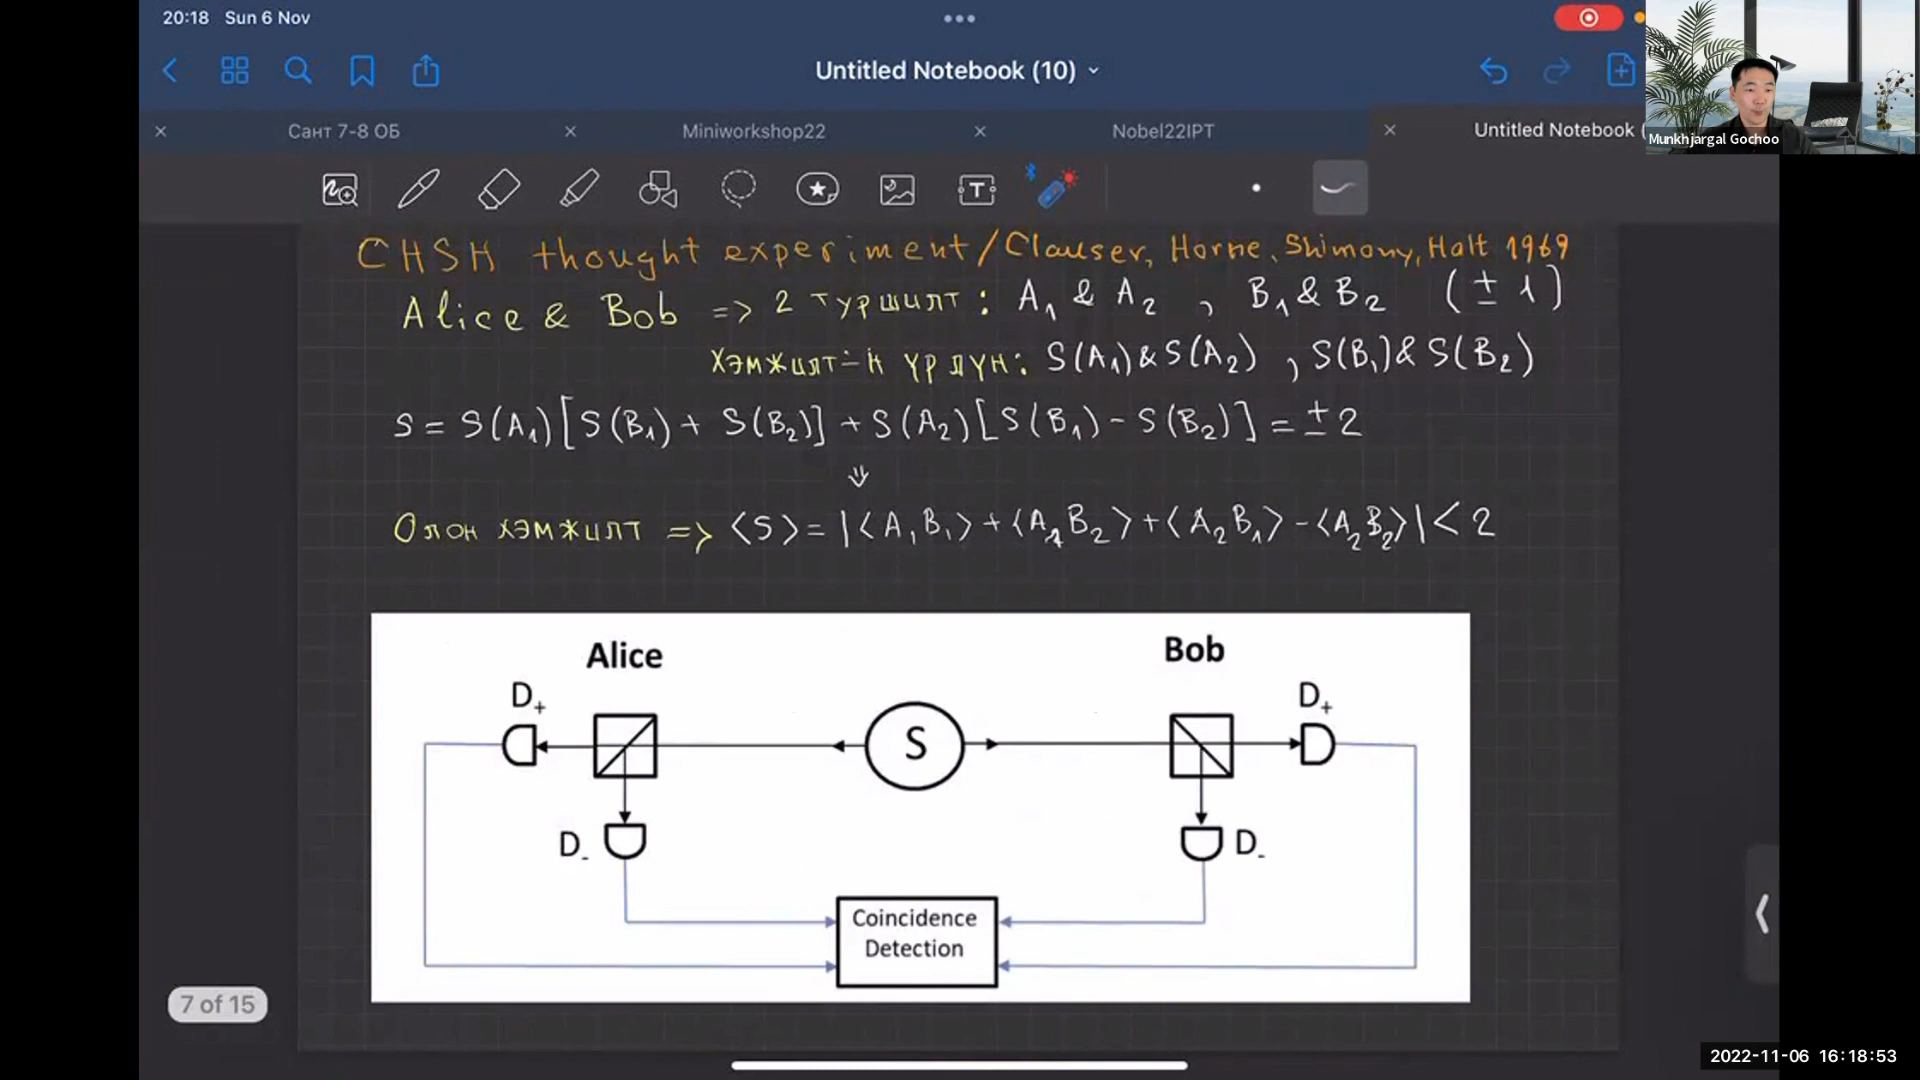 20:18 Sun 6 Nov
Untitled Notebook (10)
Munkhjargal Gochoo
Сант 7-8 ОБ
Miniworkshop22
Nobel22IPT
Untitled Notebook (
CHSH thought experiment/Clauser, Horne, Shimony, Halt 1969
Alice & Bob => 2 туршилт: A₁ & A₂ , B₁ & B₂ (± 1)
Хэмжилт-н үр дүн: S(A₁) & S(A₂) , S(B₁) & S(B₂)
S = S(A₁)[S(B₁) + S(B₂)] + S(A₂)[S(B₁) - S(B₂)] = ± 2
⇓
Олон хэмжилт => ⟨S⟩ = |⟨A₁B₁⟩ + ⟨A₁B₂⟩ + ⟨A₂B₁⟩ - ⟨A₂B₂⟩| < 2
Alice Bob
D+ D+
S
D- D-
Coincidence
Detection
7 of 15
2022-11-06 16:18:53